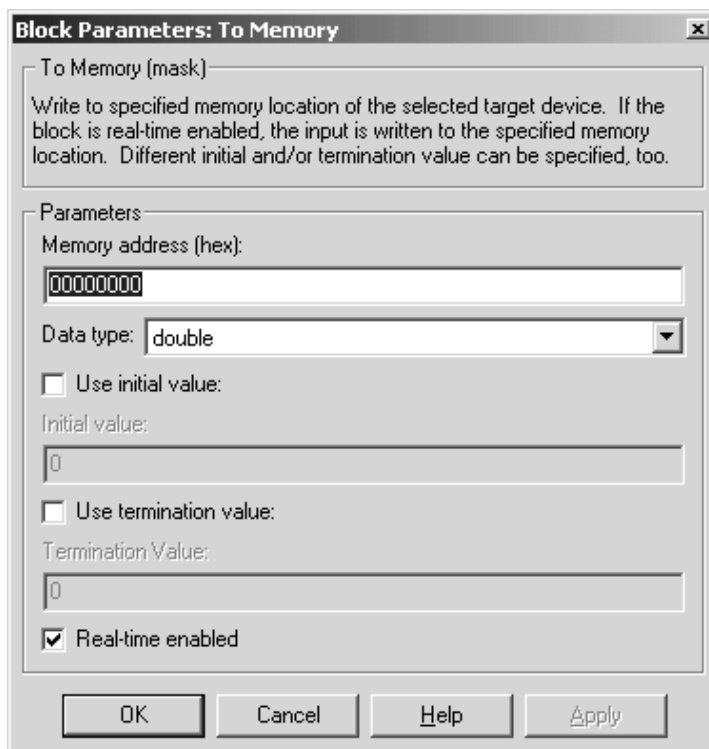 Block Parameters: To Memory
To Memory (mask)
Write to specified memory location of the selected target device. If the
block is real-time enabled, the input is written to the specified memory
location. Different initial and/or termination value can be specified, too.
Parameters
Memory address (hex):
00000000
Data type: double
Use initial value:
Initial value:
0
Use termination value:
Termination Value:
0
Real-time enabled
OK Cancel Help Apply